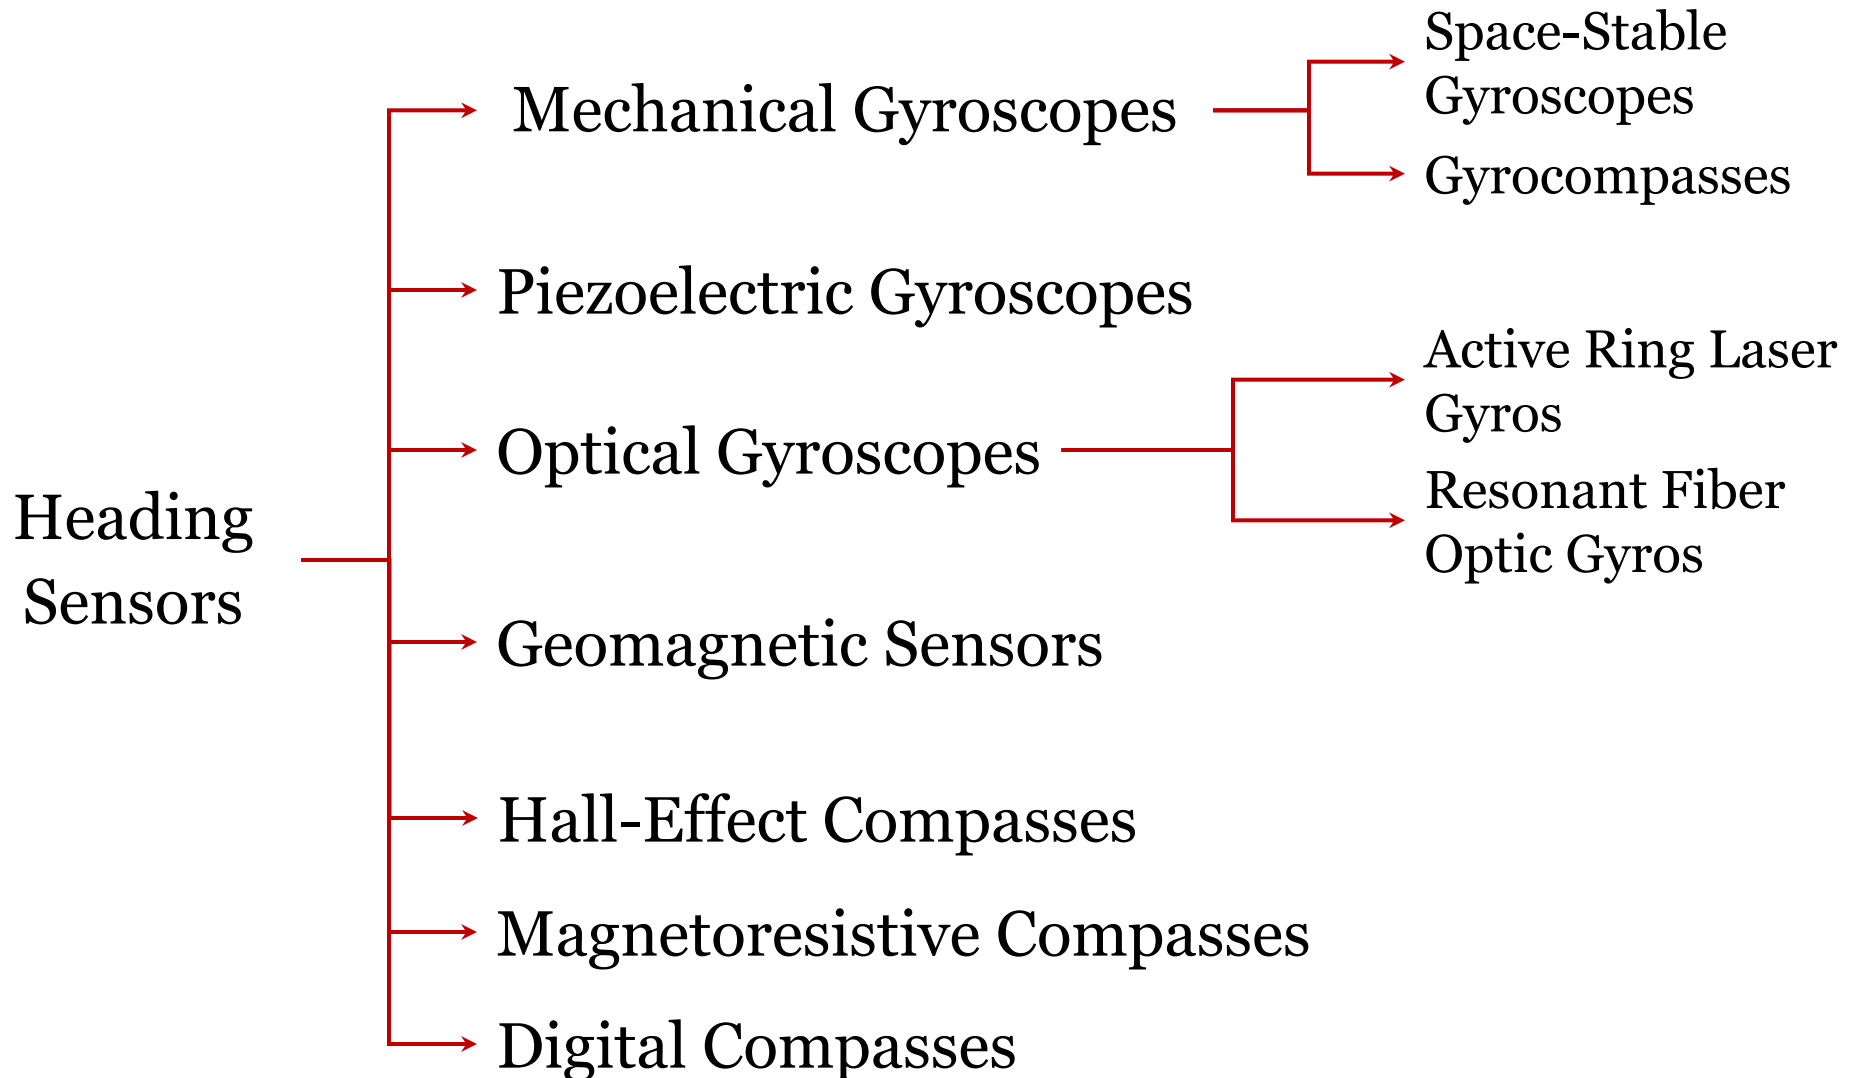 Heading
Sensors
Mechanical Gyroscopes
Space-Stable
Gyroscopes
Gyrocompasses
Piezoelectric Gyroscopes
Optical Gyroscopes
Active Ring Laser
Gyros
Resonant Fiber
Optic Gyros
Geomagnetic Sensors
Hall-Effect Compasses
Magnetoresistive Compasses
Digital Compasses